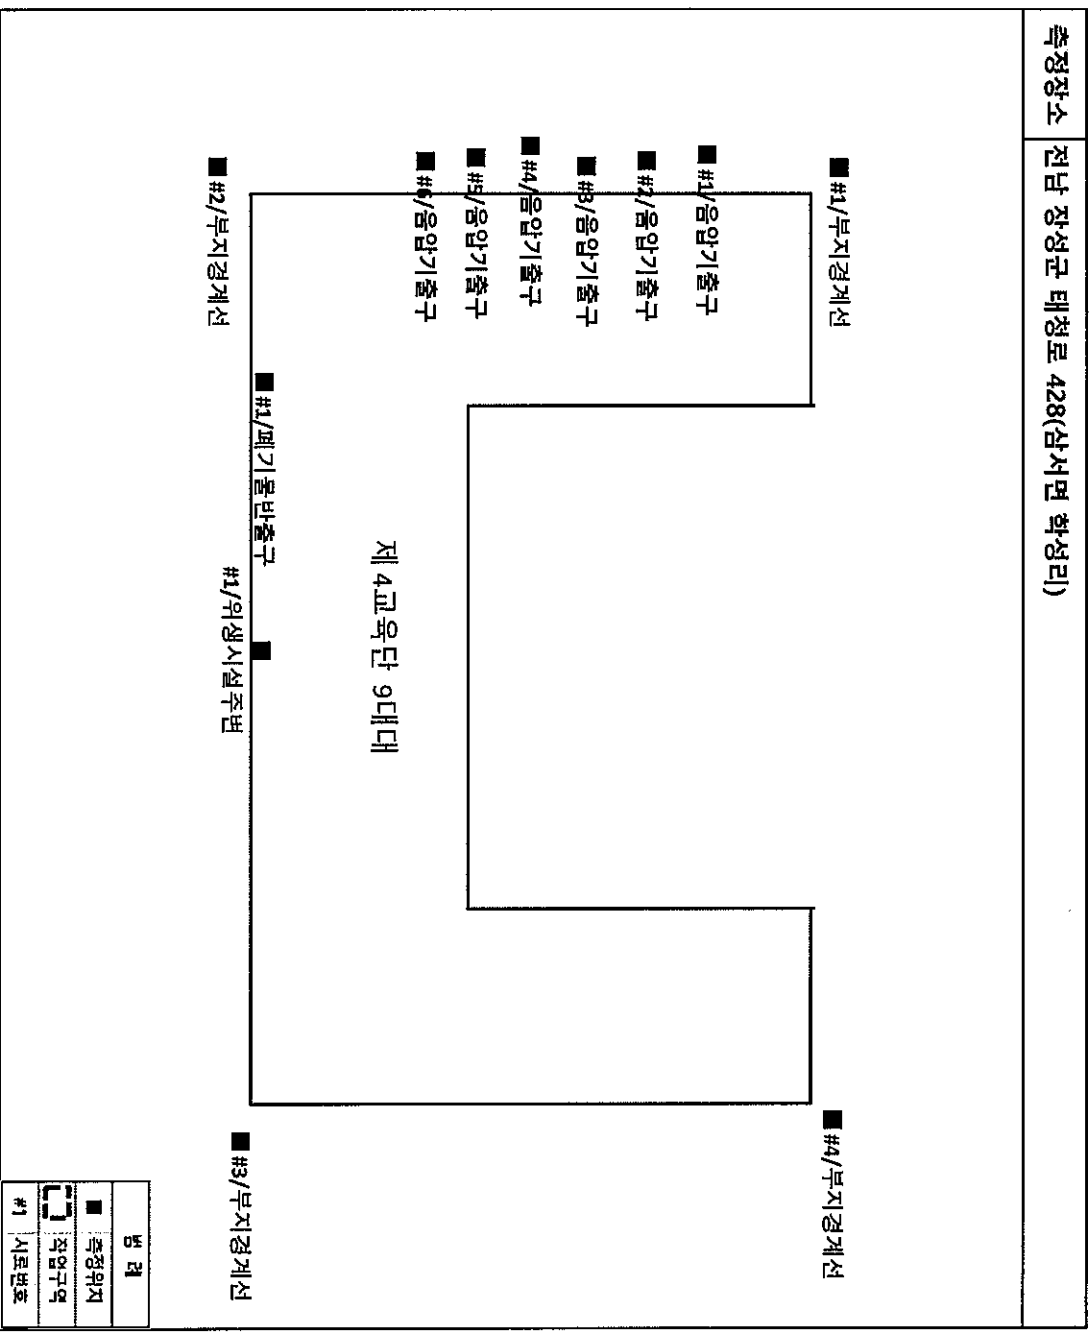 측정장소 전남 장성군 태청로 428(삼서면 학성리)
■ #1/부지경계선
■ #4/부지경계선
■ #1/음압기출구
■ #2/음압기출구
■ #3/음압기출구
■ #4/음압기출구
■ #5/음압기출구
■ #6/음압기출구
제 4교육단 9대대
■ #1/폐기물반출구
#1/위생시설주변
■ #2/부지경계선
■ #3/부지경계선
범 례
■ 측정위치
작업구역
#1 시료번호